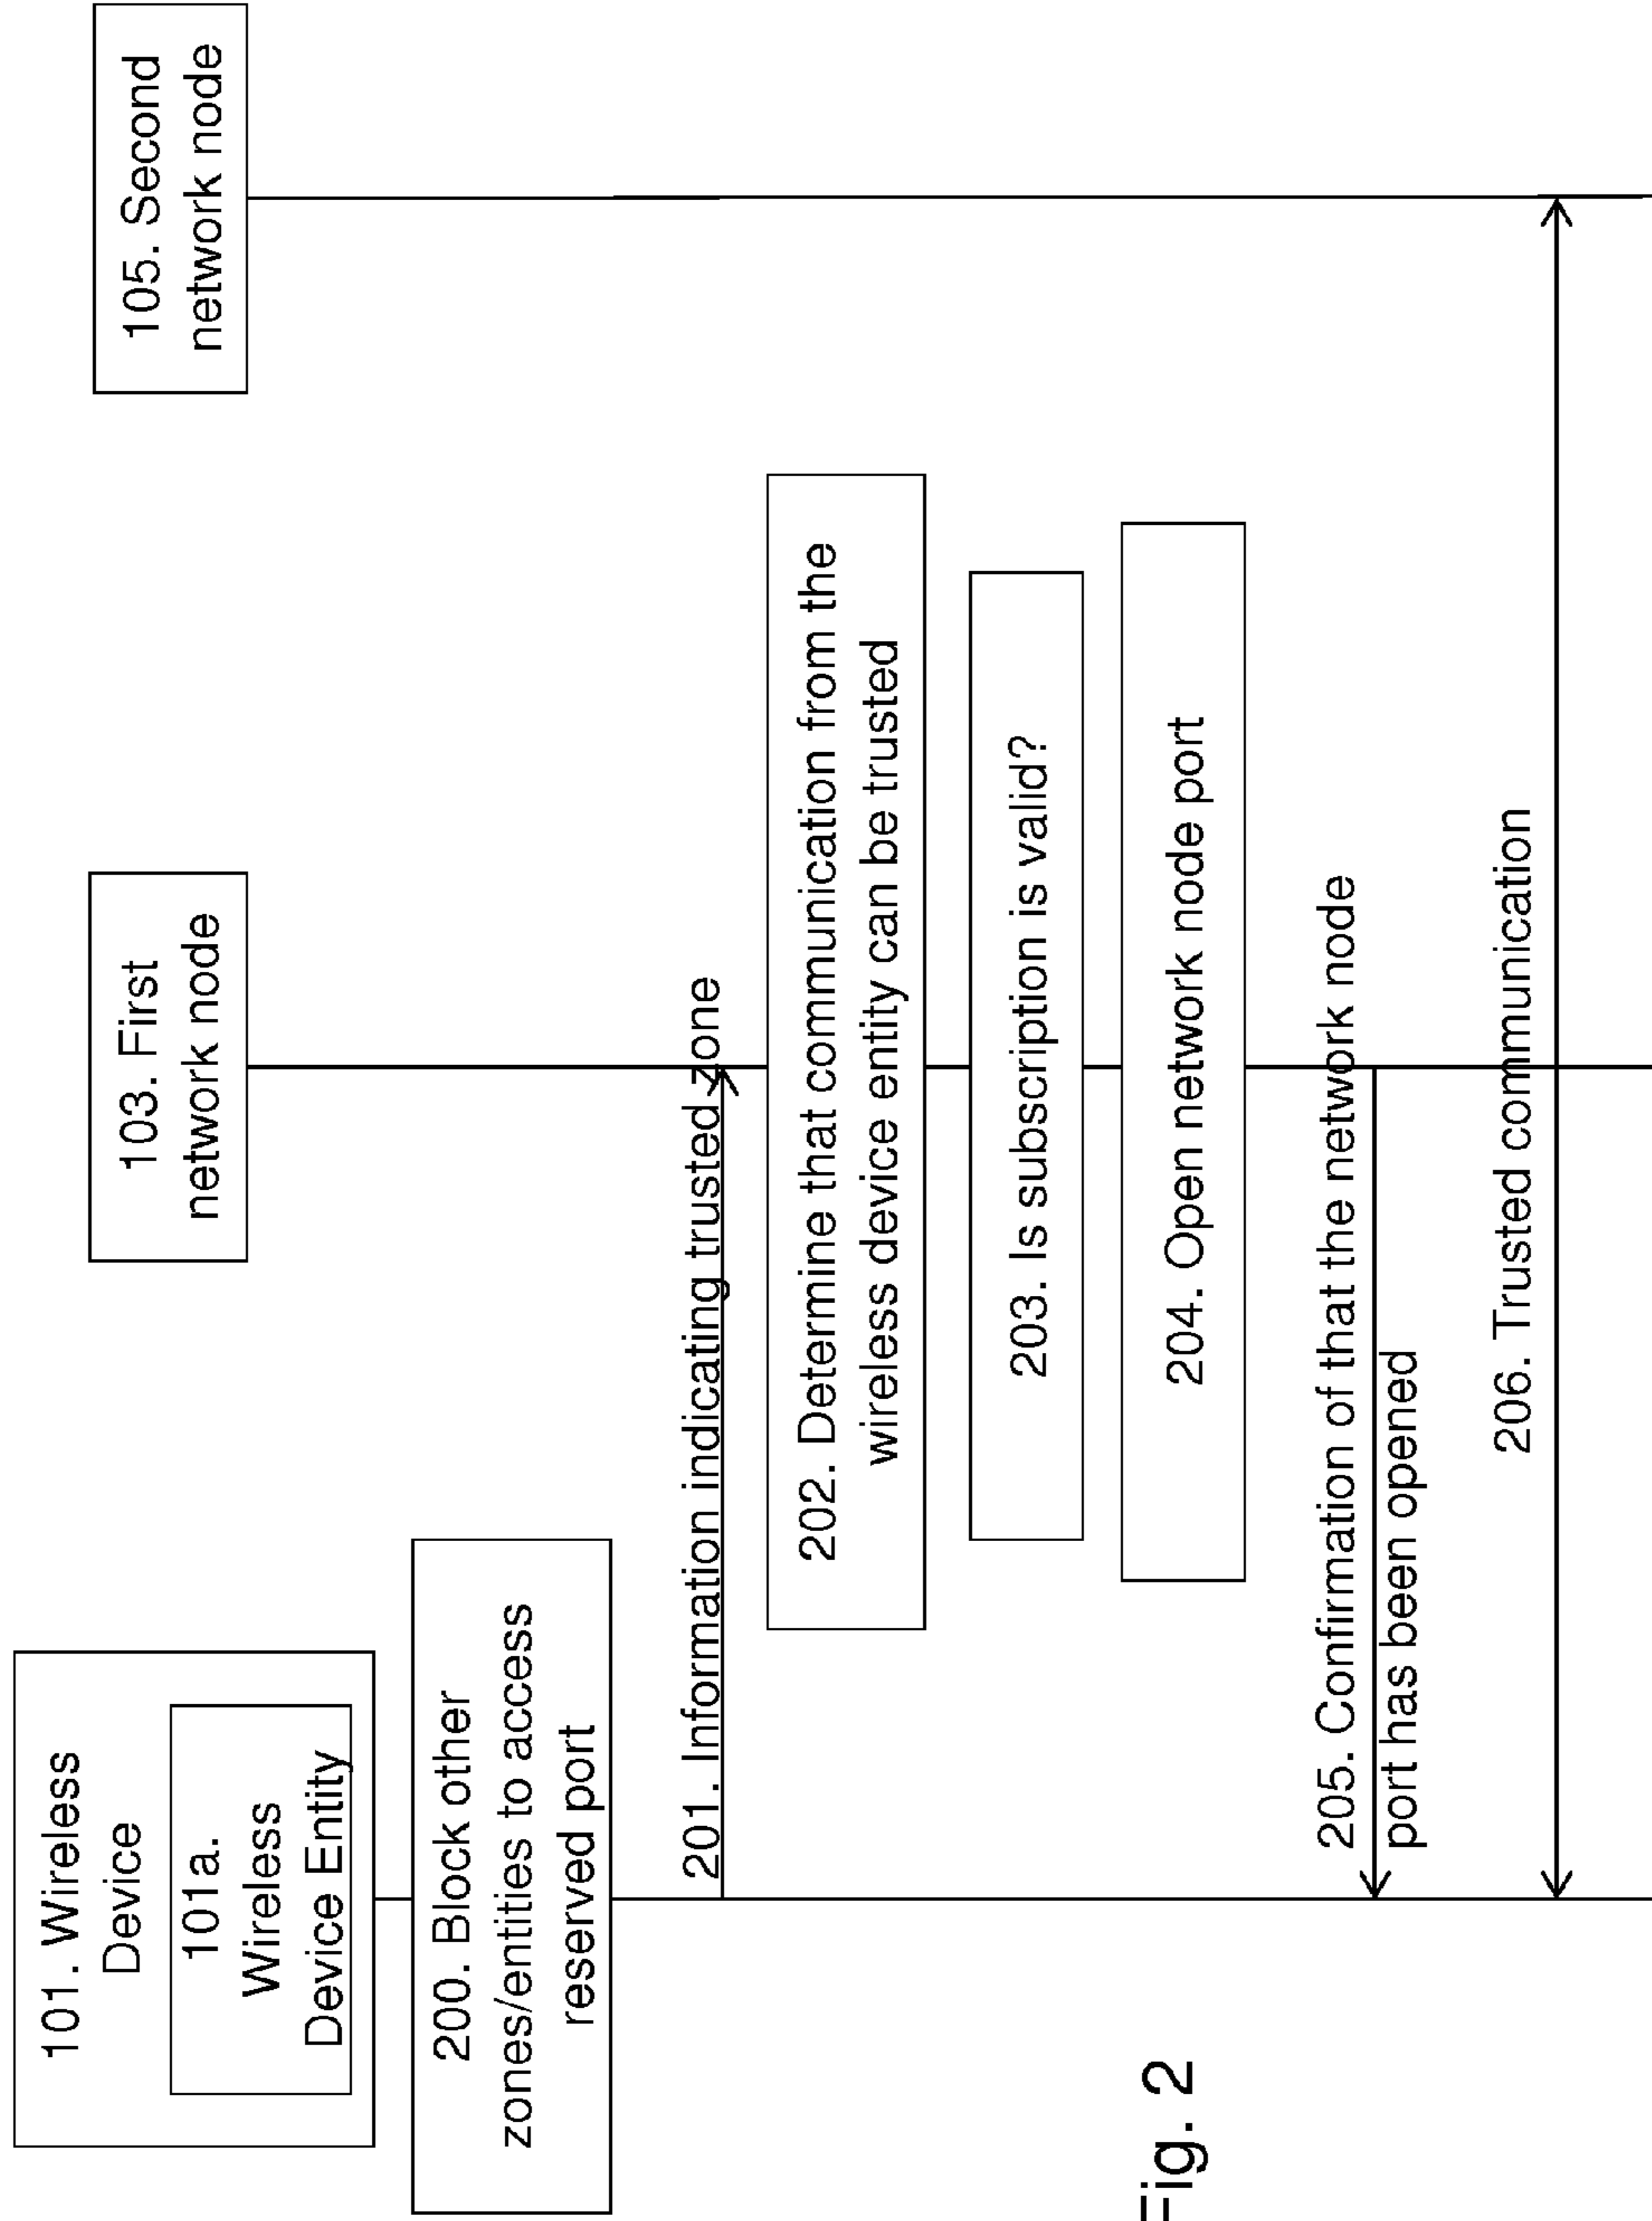 101. Wireless
Device
101a.
Wireless
Device Entity
103. First
network node
105. Second
network node
200. Block other
zones/entities to access
reserved port
201. Information indicating trusted zone
202. Determine that communication from the
wireless device entity can be trusted
203. Is subscription is valid?
204. Open network node port
205. Confirmation of that the network node
port has been opened
206. Trusted communication
Fig. 2